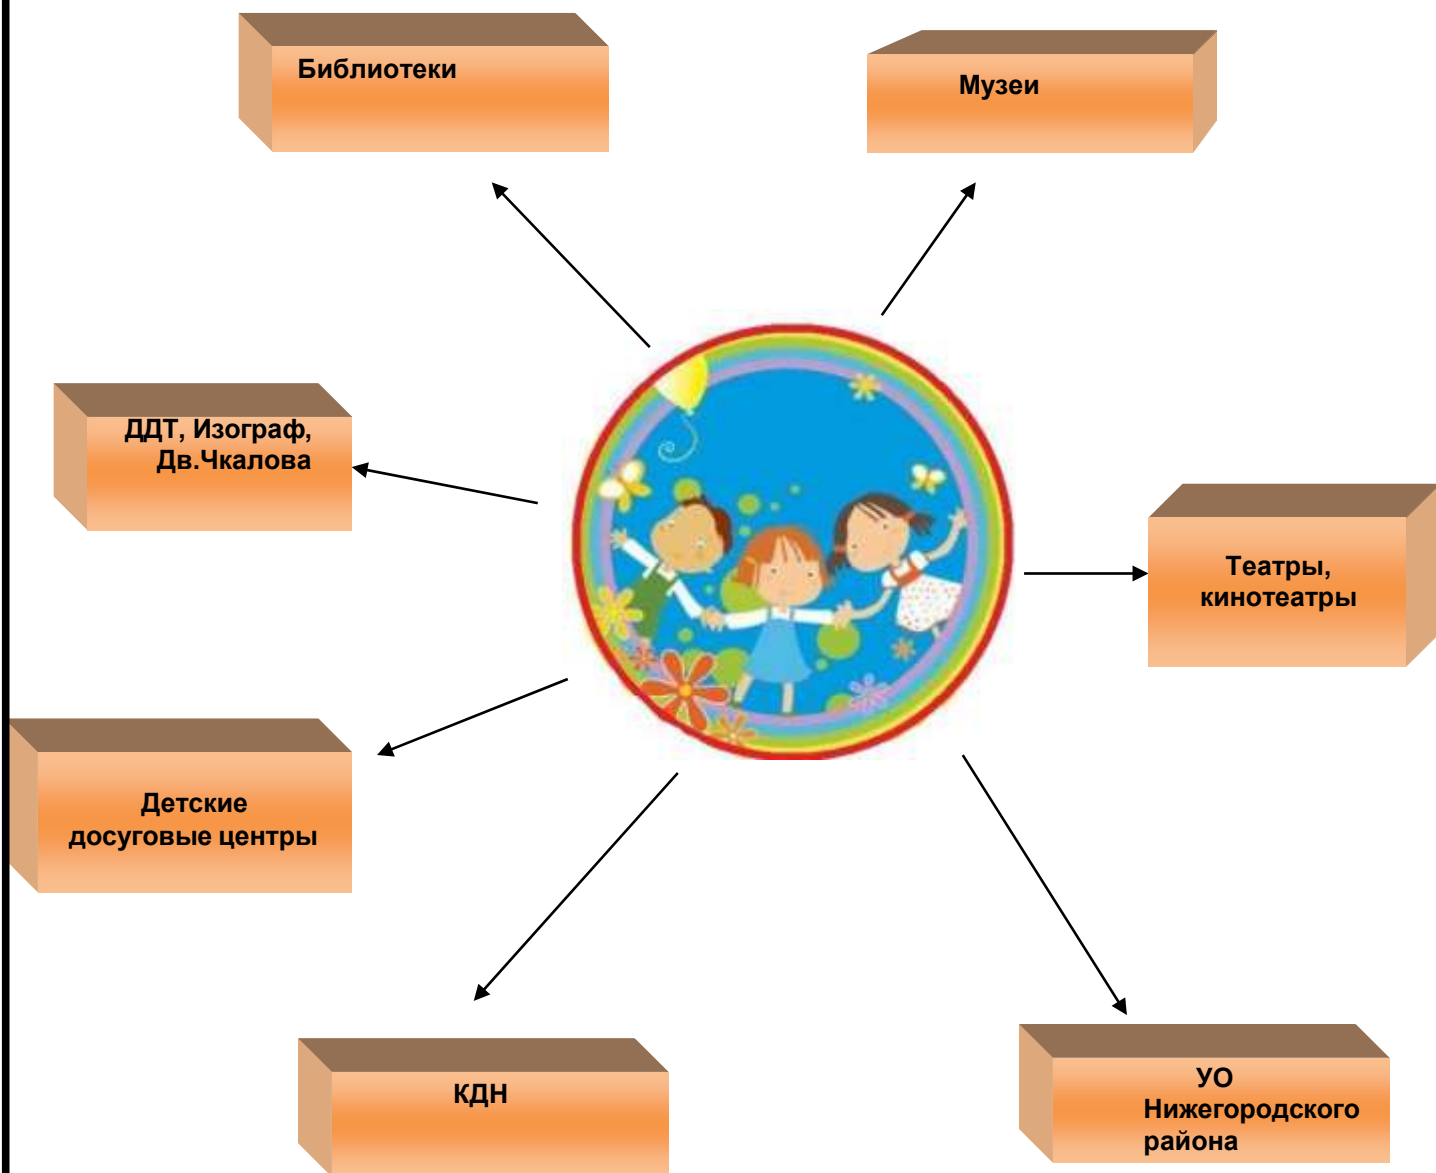 Библиотеки
Музеи
ДДТ, Изограф,
Дв.Чкалова
Театры,
кинотеатры
Детские
досуговые центры
КДН
УО
Нижегородского
района